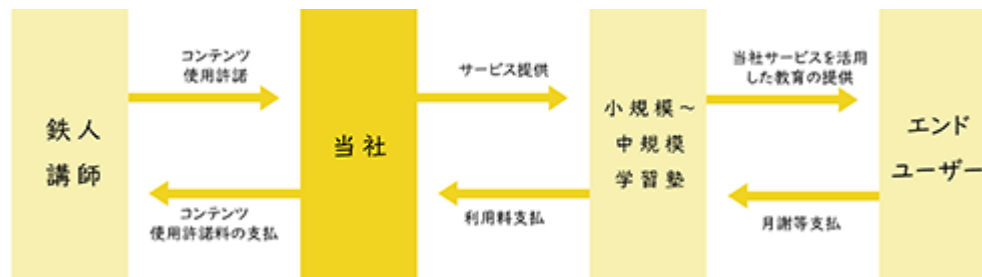 鉄人
講師
コンテンツ
使用許諾
コンテンツ
使用許諾料の支払
当社
サービス提供
利用料支払
小規模～
中規模
学習塾
当社サービスを活用
した教育の提供
月謝等支払
エンド
ユーザー